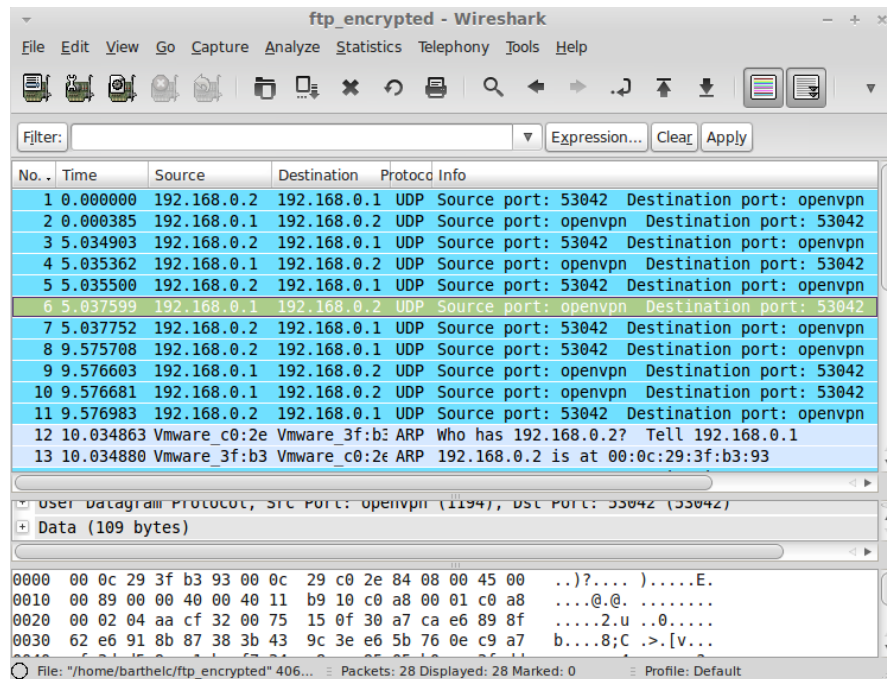 ftp_encrypted - Wireshark
File Edit View Go Capture Analyze Statistics Telephony Tools Help
Filter: Expression... Clear Apply
No. . Time Source Destination Protoco Info
1 0.000000 192.168.0.2 192.168.0.1 UDP Source port: 53042 Destination port: openvpn
2 0.000385 192.168.0.1 192.168.0.2 UDP Source port: openvpn Destination port: 53042
3 5.034903 192.168.0.2 192.168.0.1 UDP Source port: 53042 Destination port: openvpn
4 5.035362 192.168.0.1 192.168.0.2 UDP Source port: openvpn Destination port: 53042
5 5.035500 192.168.0.2 192.168.0.1 UDP Source port: 53042 Destination port: openvpn
6 5.037599 192.168.0.1 192.168.0.2 UDP Source port: openvpn Destination port: 53042
7 5.037752 192.168.0.2 192.168.0.1 UDP Source port: 53042 Destination port: openvpn
8 9.575708 192.168.0.2 192.168.0.1 UDP Source port: 53042 Destination port: openvpn
9 9.576603 192.168.0.1 192.168.0.2 UDP Source port: openvpn Destination port: 53042
10 9.576681 192.168.0.1 192.168.0.2 UDP Source port: openvpn Destination port: 53042
11 9.576983 192.168.0.2 192.168.0.1 UDP Source port: 53042 Destination port: openvpn
12 10.034863 Vmware_c0:2e Vmware_3f:b3 ARP Who has 192.168.0.2? Tell 192.168.0.1
13 10.034880 Vmware_3f:b3 Vmware_c0:2e ARP 192.168.0.2 is at 00:0c:29:3f:b3:93
User Datagram Protocol, Src Port: openvpn (1194), Dst Port: 53042 (53042)
Data (109 bytes)
0000 00 0c 29 3f b3 93 00 0c 29 c0 2e 84 08 00 45 00 ..)?.... ).....E.
0010 00 89 00 00 40 00 40 11 b9 10 c0 a8 00 01 c0 a8 ....@.@. ........
0020 00 02 04 aa cf 32 00 75 15 0f 30 a7 ca e6 89 8f .....2.u ..0.....
0030 62 e6 91 8b 87 38 3b 43 9c 3e e6 5b 76 0e c9 a7 b....8;C .>.[v...
File: "/home/barthelc/ftp_encrypted" 406... Packets: 28 Displayed: 28 Marked: 0 Profile: Default